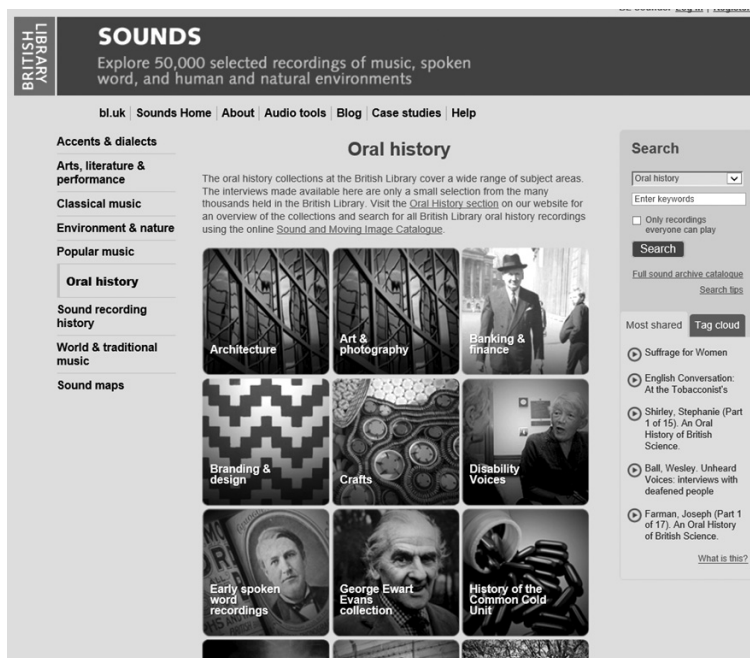 BRITISH
LIBRARY
SOUNDS
Explore 50,000 selected recordings of music, spoken
word, and human and natural environments
bl.uk Sounds Home About Audio tools Blog Case studies Help
Accents & dialects
Arts, literature &
performance
Classical music
Environment & nature
Popular music
Oral history
Sound recording
history
World & traditional
music
Sound maps
Oral history
The oral history collections at the British Library cover a wide range of subject areas.
The interviews made available here are only a small selection from the many
thousands held in the British Library. Visit the Oral History section on our website for
an overview of the collections and search for all British Library oral history recordings
using the online Sound and Moving Image Catalogue.
Architecture
Art &
photography
Banking &
finance
Branding &
design
Crafts
Disability
Voices
Early spoken
word
recordings
George Ewart
Evans
collection
History of the
Common Cold
Unit
Search
Oral history
Enter keywords
Only recordings
everyone can play
Search
Full sound archive catalogue
Search tips
Most shared Tag cloud
Suffrage for Women
English Conversation:
At the Tobacconist's
Shirley, Stephanie (Part
1 of 15). An Oral
History of British
Science.
Ball, Wesley. Unheard
Voices: interviews with
deafened people
Farman, Joseph (Part 1
of 17). An Oral History
of British Science.
What is this?